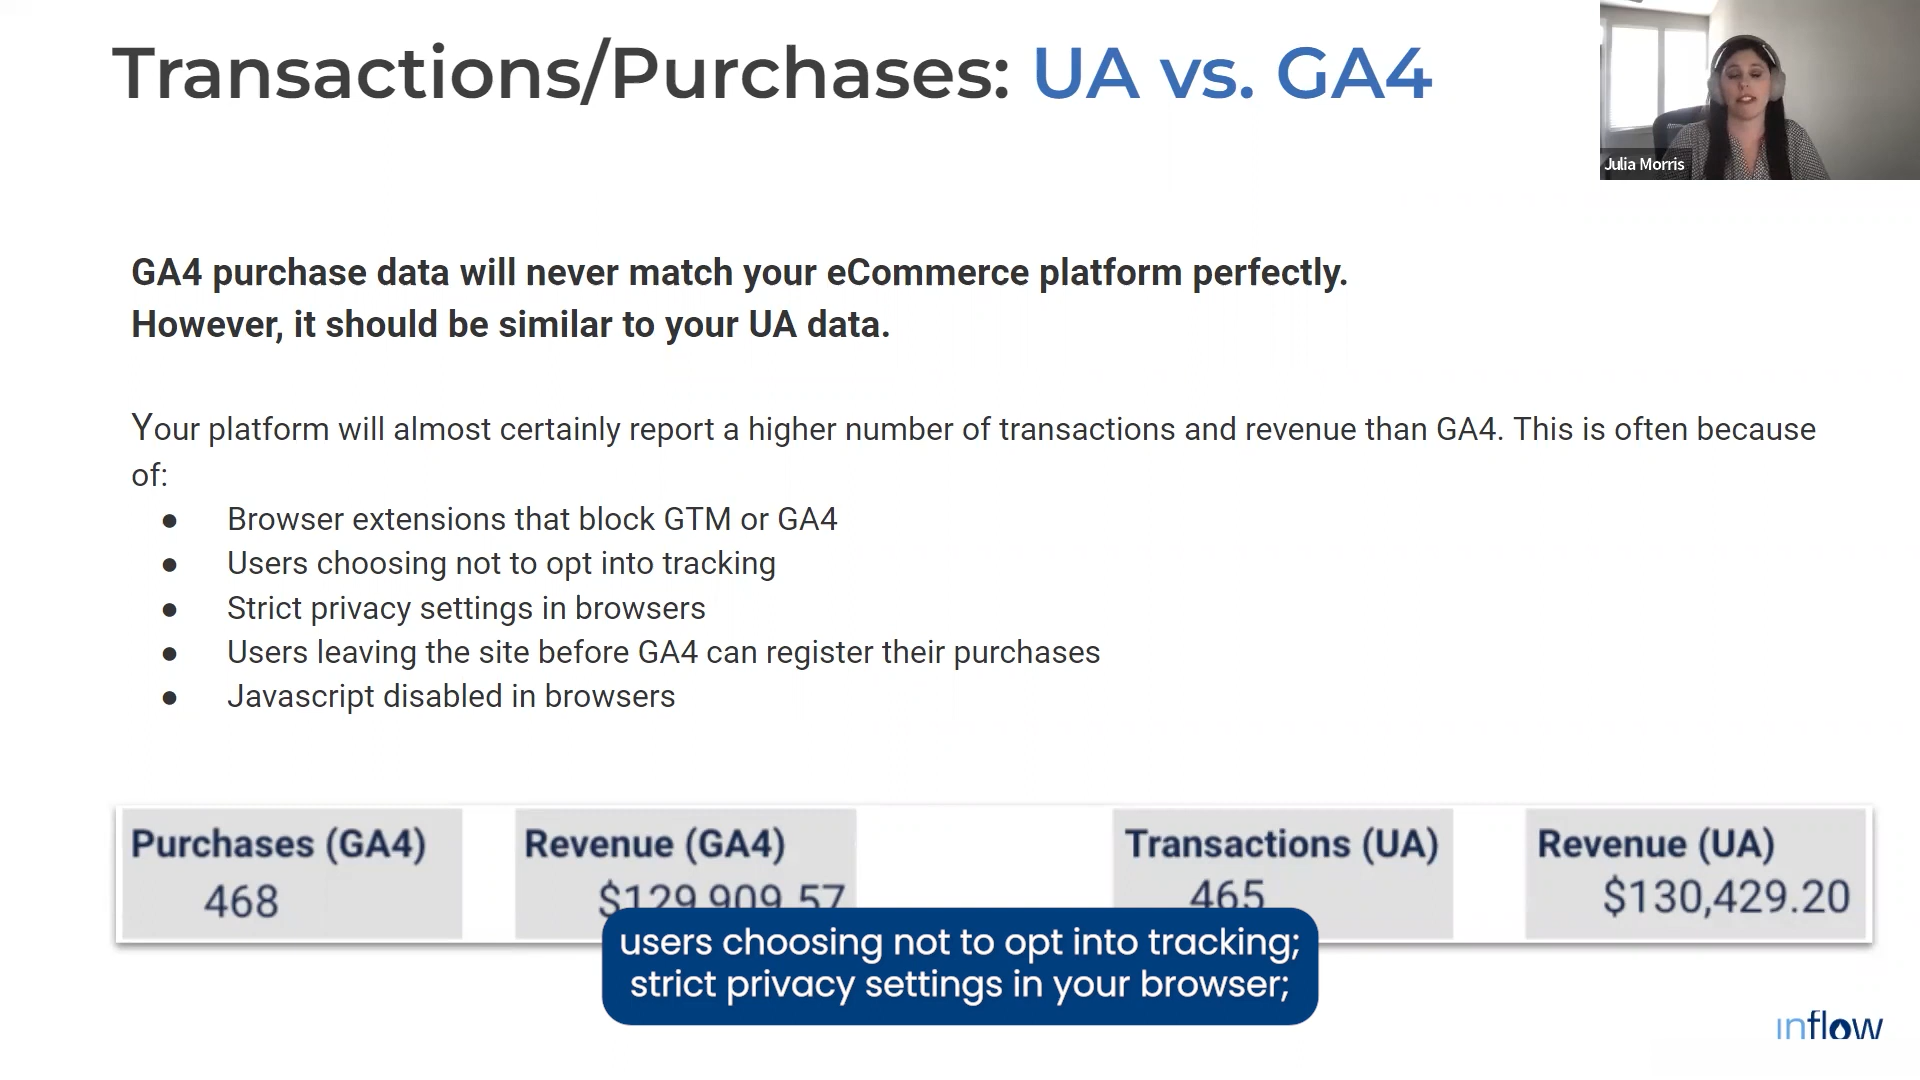 Transactions/Purchases: UA vs. GA4
Julia Morris
GA4 purchase data will never match your eCommerce platform perfectly.
However, it should be similar to your UA data.
Your platform will almost certainly report a higher number of transactions and revenue than GA4. This is often because
of:
● Browser extensions that block GTM or GA4
● Users choosing not to opt into tracking
● Strict privacy settings in browsers
● Users leaving the site before GA4 can register their purchases
● Javascript disabled in browsers
Purchases (GA4) Revenue (GA4) Transactions (UA) Revenue (UA)
468 $129,909.57 465 $130,429.20
users choosing not to opt into tracking;
strict privacy settings in your browser;
inflow